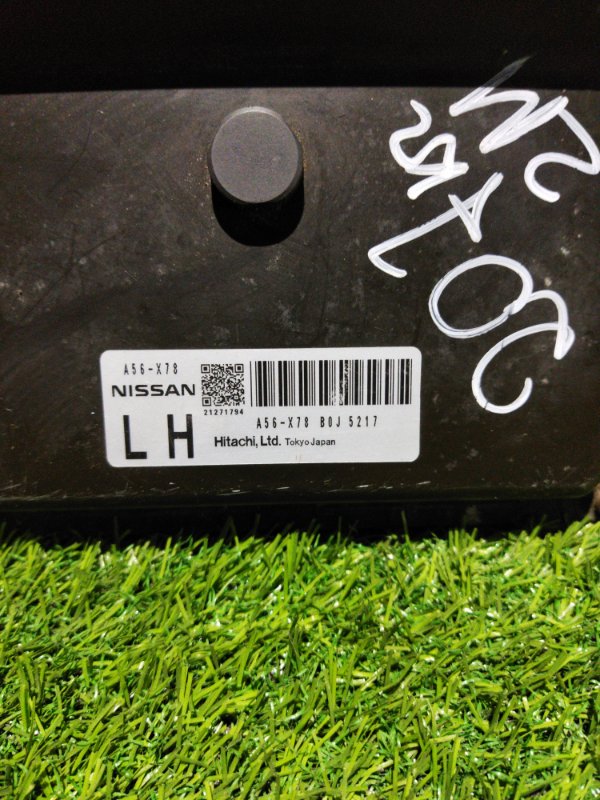 A56-X78
NISSAN
21271794
A56-X78 B0J 5217
LH
Hitachi, Ltd. Tokyo Japan